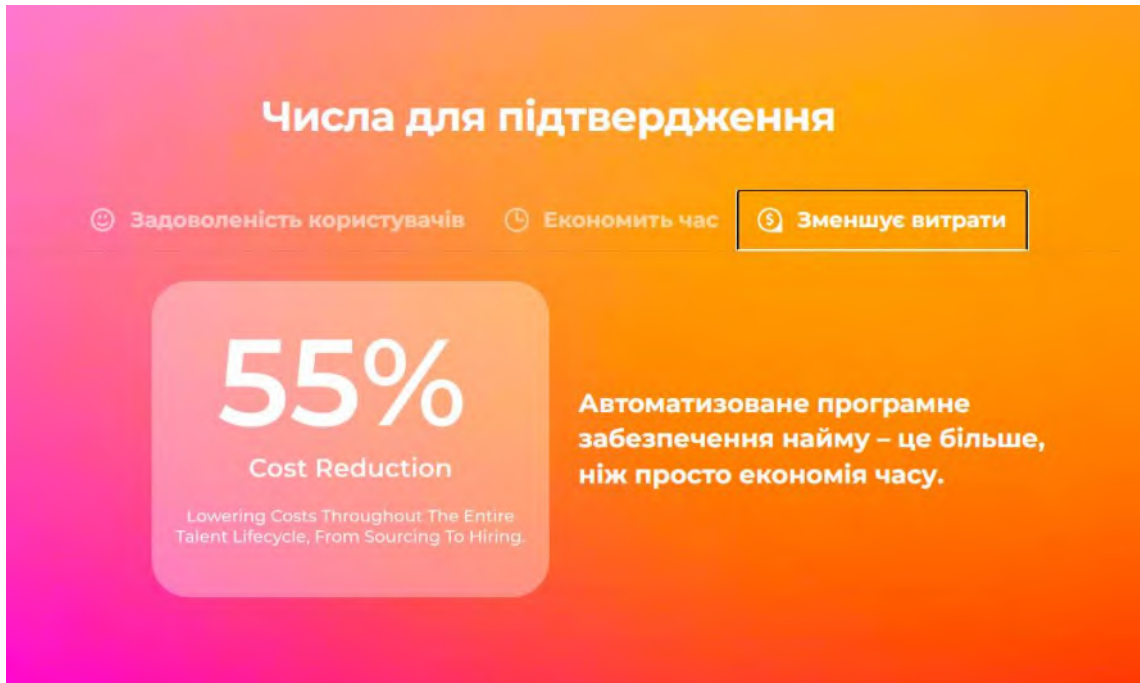 Числа для підтвердження
Задоволеність користувачів Економить час Зменшує витрати
55%
Cost Reduction
Lowering Costs Throughout The Entire
Talent Lifecycle, From Sourcing To Hiring.
Автоматизоване програмне
забезпечення найму – це більше,
ніж просто економія часу.